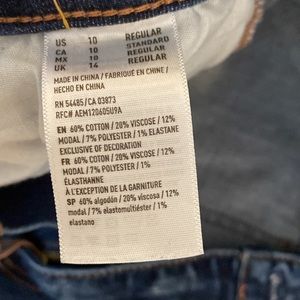 US 10 REGULAR
CA 10 STANDARD
MX 10 REGULAR
UK 14 REGULAR
MADE IN CHINA / FABRIQUÉ EN CHINE /
HECHO EN CHINA
RN 54485/CA 03873
RFC# AEM120605U9A
EN 60% COTTON / 20% VISCOSE / 12%
MODAL / 7% POLYESTER / 1% ELASTANE
EXCLUSIVE OF DECORATION
FR 60% COTON / 20% VISCOSE / 12%
MODAL / 7% POLYESTER / 1%
ÉLASTHANNE
À L'EXCEPTION DE LA GARNITURE
SP 60% algodón / 20% viscosa / 12%
modal / 7% elastomultiéster / 1%
elastano